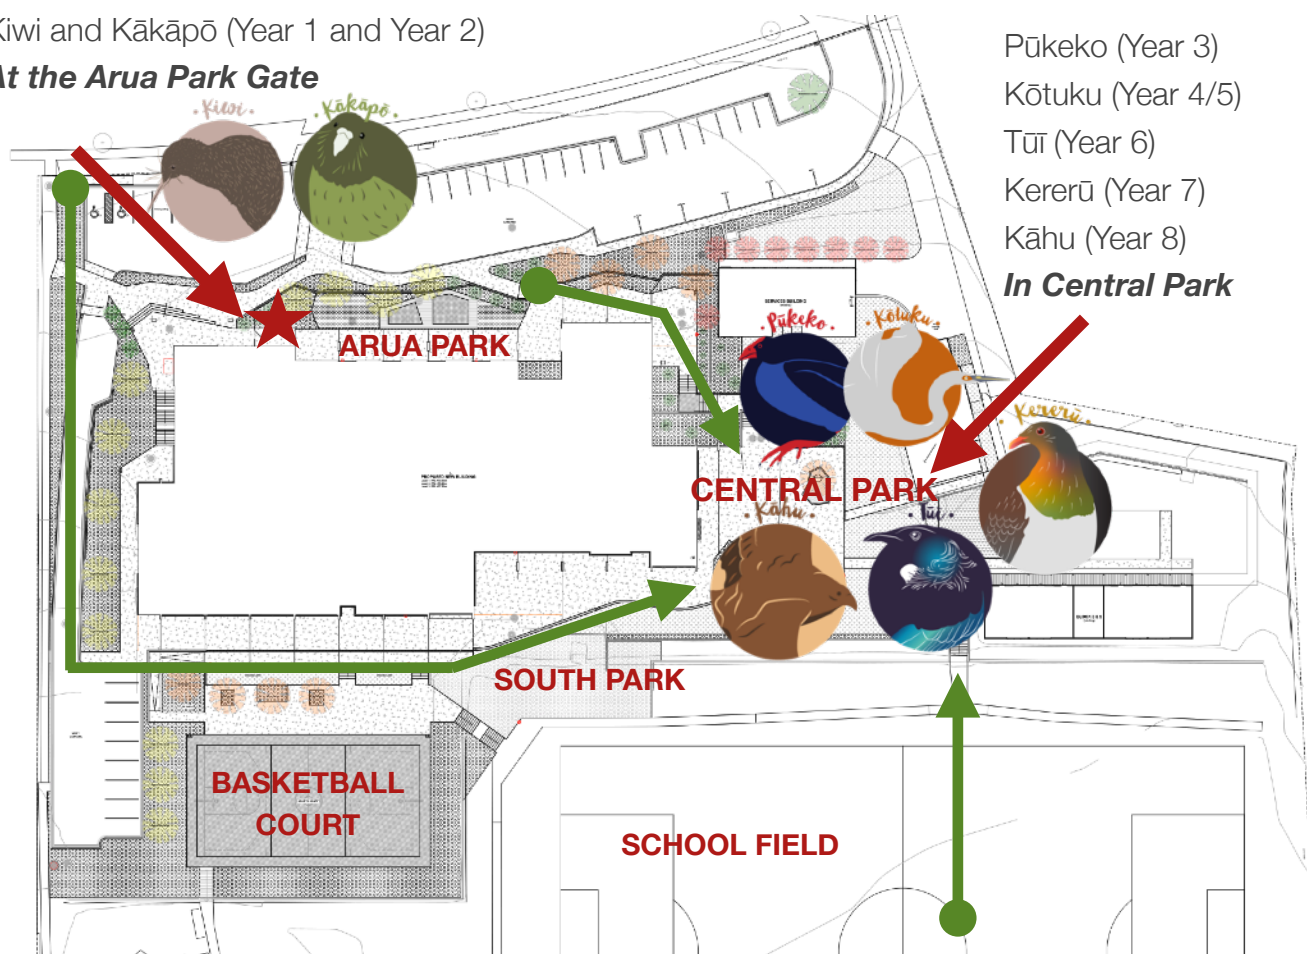 Kiwi and Kākāpō (Year 1 and Year 2)
At the Arua Park Gate
Pūkeko (Year 3)
Kōtuku (Year 4/5)
Tūī (Year 6)
Kererū (Year 7)
Kāhu (Year 8)
In Central Park
Kiwi
Kākāpō
ARUA PARK
SERVICES BUILDING
Pūkeko
Kōtuku
Kererū
CENTRAL PARK
Kāhu
Tūī
SOUTH PARK
BASKETBALL
COURT
SCHOOL FIELD